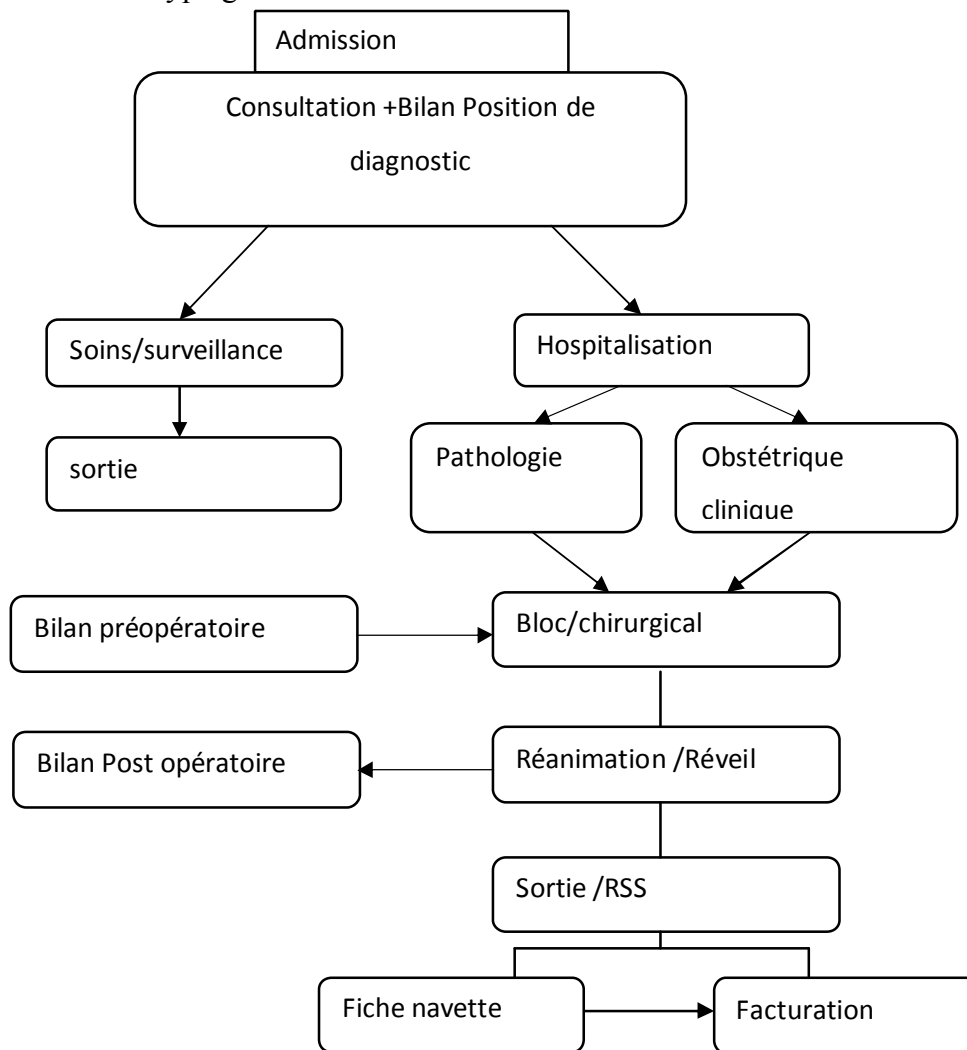 Admission
Consultation +Bilan Position de
diagnostic
Soins/surveillance
Hospitalisation
sortie
Pathologie
Obstétrique
clinique
Bilan préopératoire
Bloc/chirurgical
Bilan Post opératoire
Réanimation /Réveil
Sortie /RSS
Fiche navette
Facturation